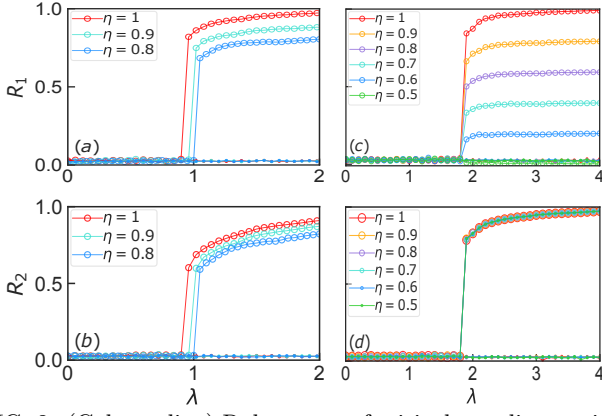 1.0
R₁
0.5
0.0
η = 1
η = 0.9
η = 0.8
(a)
0 1 2
η = 1
η = 0.9
η = 0.8
η = 0.7
η = 0.6
η = 0.5
(c)
0 1 2 3 4
1.0
R₂
0.5
0.0
η = 1
η = 0.9
η = 0.8
(b)
0 1 2
λ
η = 1
η = 0.9
η = 0.8
η = 0.7
η = 0.6
η = 0.5
(d)
0 1 2 3 4
λ
(Color online)